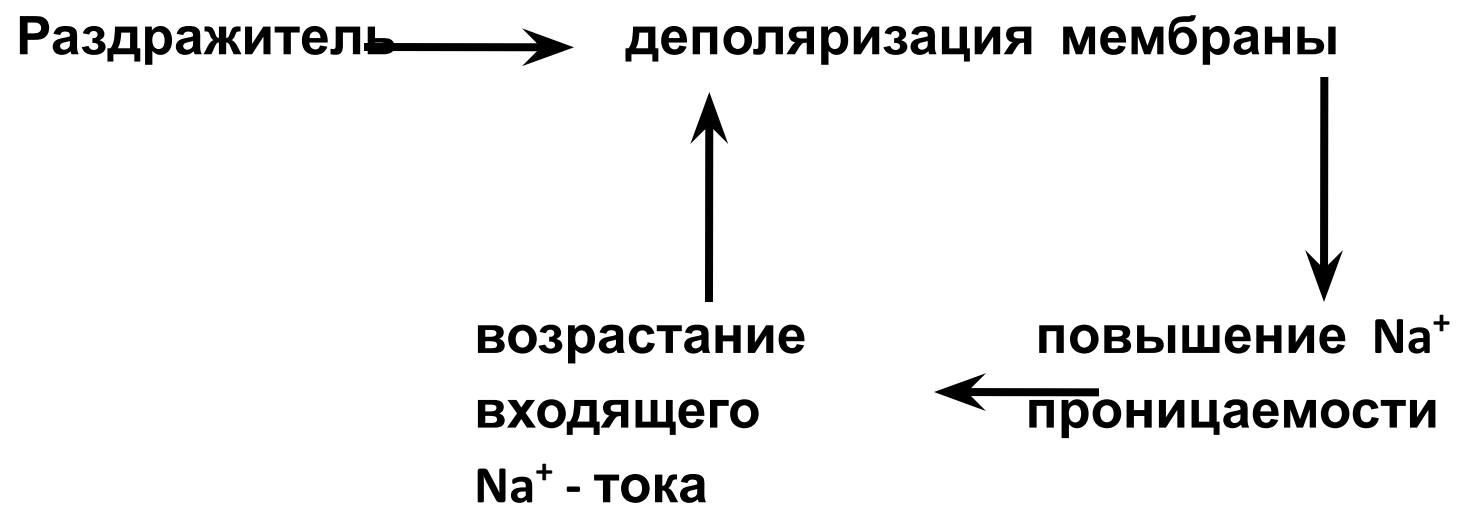 Раздражитель деполяризация мембраны
возрастание повышение Na⁺
входящего проницаемости
Na⁺ - тока